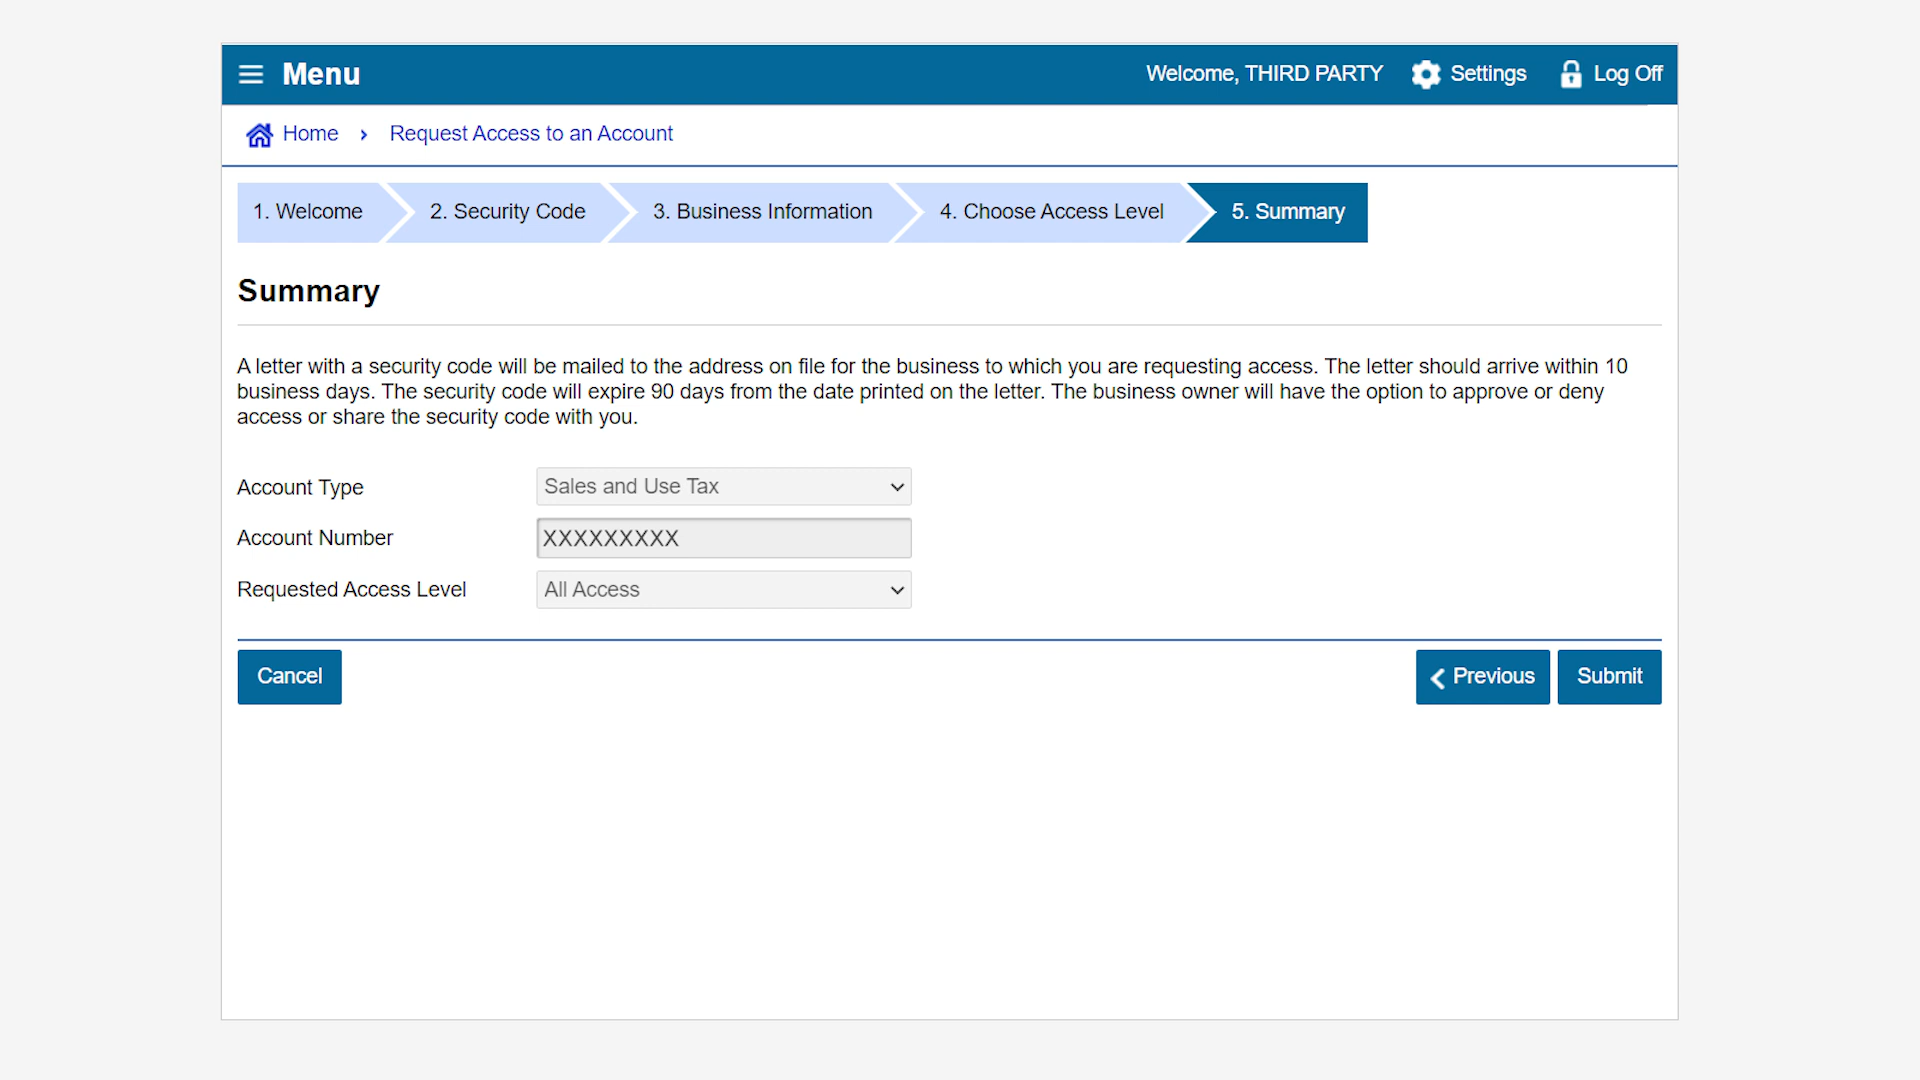 Menu
Welcome, THIRD PARTY
Settings
Log Off
Home › Request Access to an Account
1. Welcome
2. Security Code
3. Business Information
4. Choose Access Level
5. Summary
Summary
A letter with a security code will be mailed to the address on file for the business to which you are requesting access. The letter should arrive within 10
business days. The security code will expire 90 days from the date printed on the letter. The business owner will have the option to approve or deny
access or share the security code with you.
Account Type
Sales and Use Tax
Account Number
XXXXXXXXX
Requested Access Level
All Access
Cancel
Previous
Submit